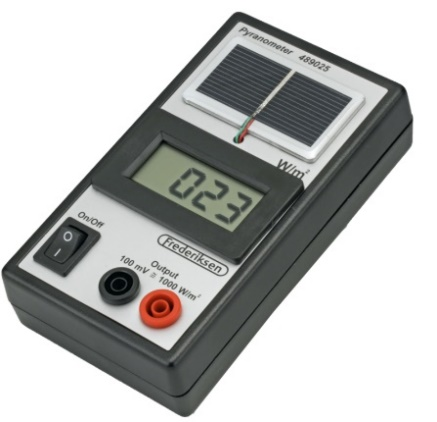 Pyranometer 489025
W/m²
023
On/Off
O
I
Frederiksen
Output
100 mV ≅ 1000 W/m²